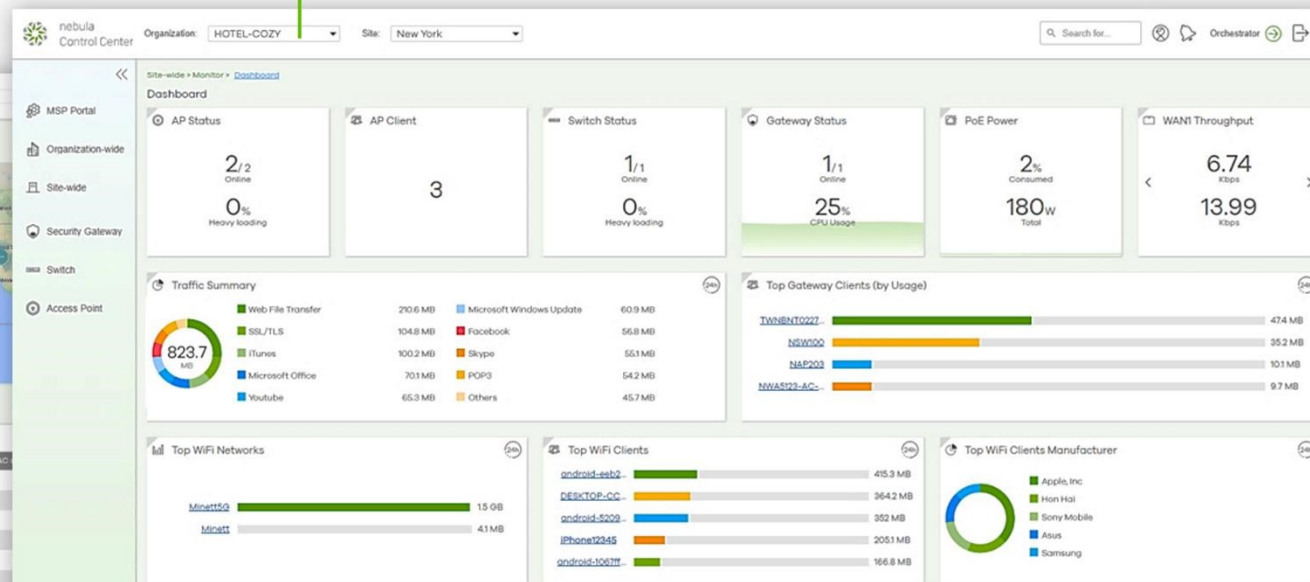 nebula
Control Center
Organization: HOTEL-COZY Site: New York Search for... Orchestrator
Site-wide > Monitor > Dashboard
Dashboard
MSP Portal
Organization-wide
Site-wide
Security Gateway
Switch
Access Point
AP Status
2/2
Online
0%
Heavy loading
AP Client
3
Switch Status
1/1
Online
0%
Heavy loading
Gateway Status
1/1
Online
25%
CPU Usage
PoE Power
2%
Consumed
180W
Total
WAN1 Throughput
6.74
Kbps
13.99
Kbps
Traffic Summary 24h
823.7
MB
Web File Transfer 210.6 MB
SSL/TLS 104.8 MB
iTunes 100.2 MB
Microsoft Office 70.1 MB
Youtube 65.3 MB
Microsoft Windows Update 60.9 MB
Facebook 56.8 MB
Skype 55.1 MB
POP3 54.2 MB
Others 45.7 MB
Top Gateway Clients (by Usage)
TWNBNT0227... 47.4 MB
NSW100 35.2 MB
NAP203 10.1 MB
NWA5123-AC-... 9.7 MB
Top WiFi Networks 24h
Minett5G 1.5 GB
Minett 4.1 MB
Top WiFi Clients 24h
android-eeb2... 415.3 MB
DESKTOP-CC... 364.2 MB
android-5209... 352 MB
iPhone12345 205.1 MB
android-1067ff... 166.8 MB
Top WiFi Clients Manufacturer
Apple, Inc
Hon Hai
Sony Mobile
Asus
Samsung